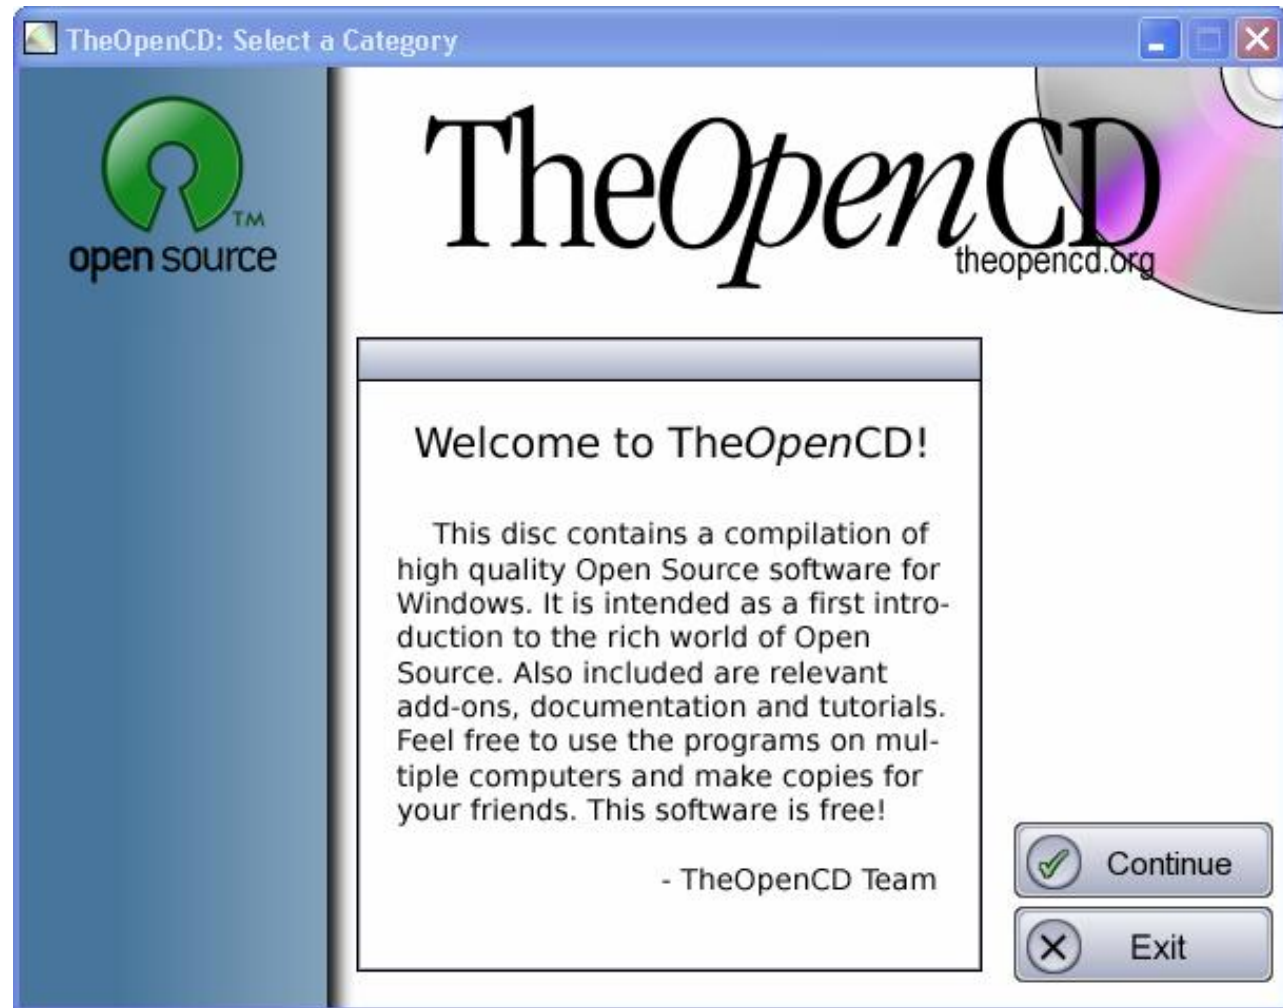 TheOpenCD: Select a Category
TM
open source
TheOpenCD
theopencd.org
Welcome to TheOpenCD!
This disc contains a compilation of
high quality Open Source software for
Windows. It is intended as a first intro-
duction to the rich world of Open
Source. Also included are relevant
add-ons, documentation and tutorials.
Feel free to use the programs on mul-
tiple computers and make copies for
your friends. This software is free!
- TheOpenCD Team
Continue
Exit